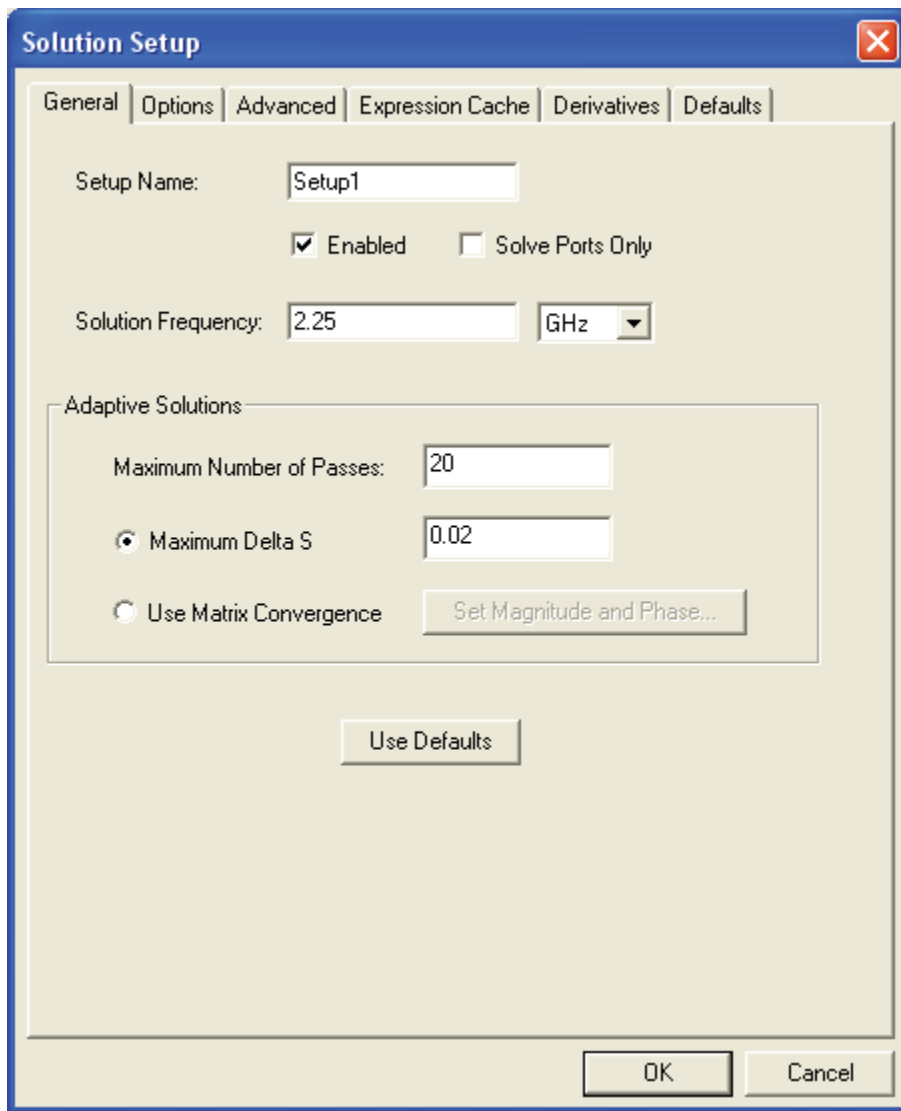 Solution Setup
General Options Advanced Expression Cache Derivatives Defaults
Setup Name: Setup1
Enabled Solve Ports Only
Solution Frequency: 2.25 GHz
Adaptive Solutions
Maximum Number of Passes: 20
Maximum Delta S 0.02
Use Matrix Convergence Set Magnitude and Phase...
Use Defaults
OK Cancel